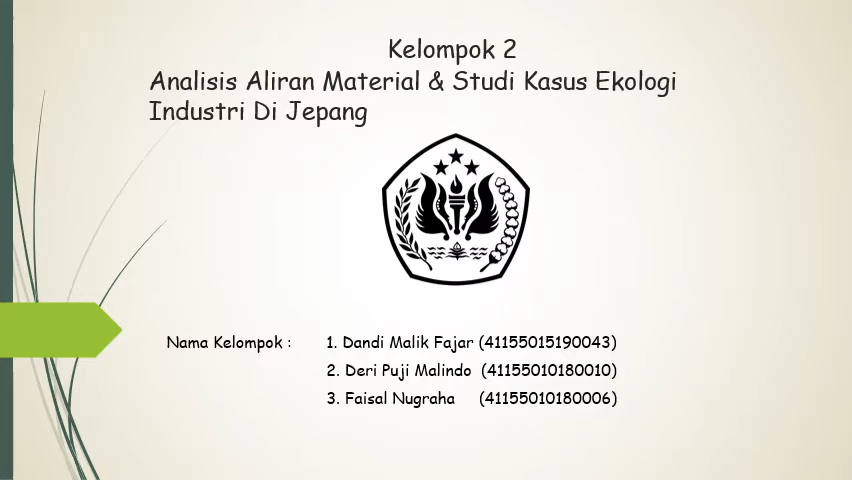 Kelompok 2
Analisis Aliran Material & Studi Kasus Ekologi
Industri Di Jepang
Nama Kelompok : 1. Dandi Malik Fajar (41155015190043)
2. Deri Puji Malindo (41155010180010)
3. Faisal Nugraha (41155010180006)